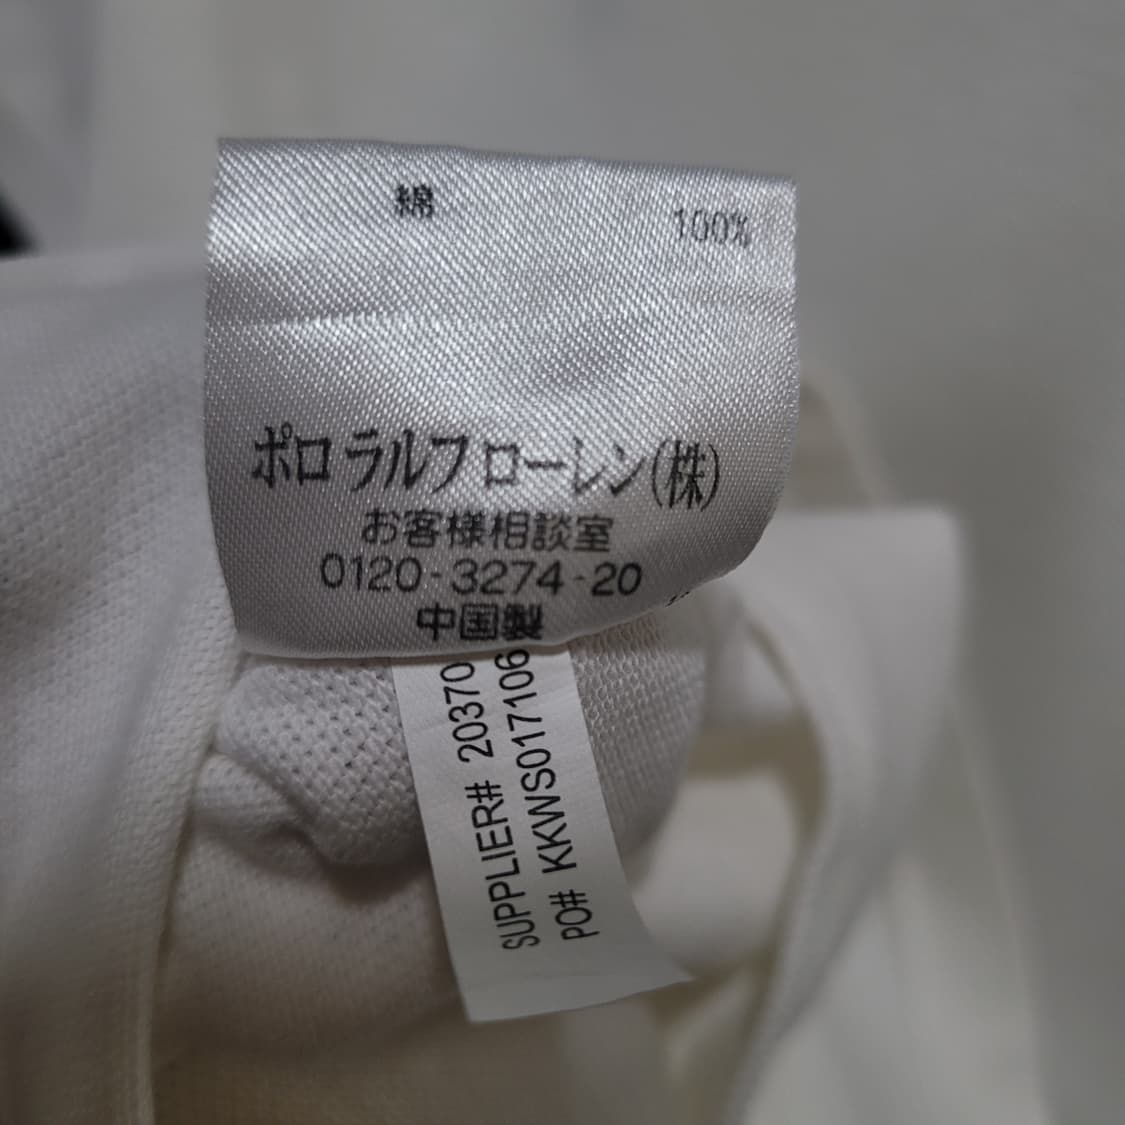 綿 100%
ポロ ラルフ ローレン(株)
お客様相談室
0120-3274-20
中国製
SUPPLIER# 20370
PO# KKWS017106